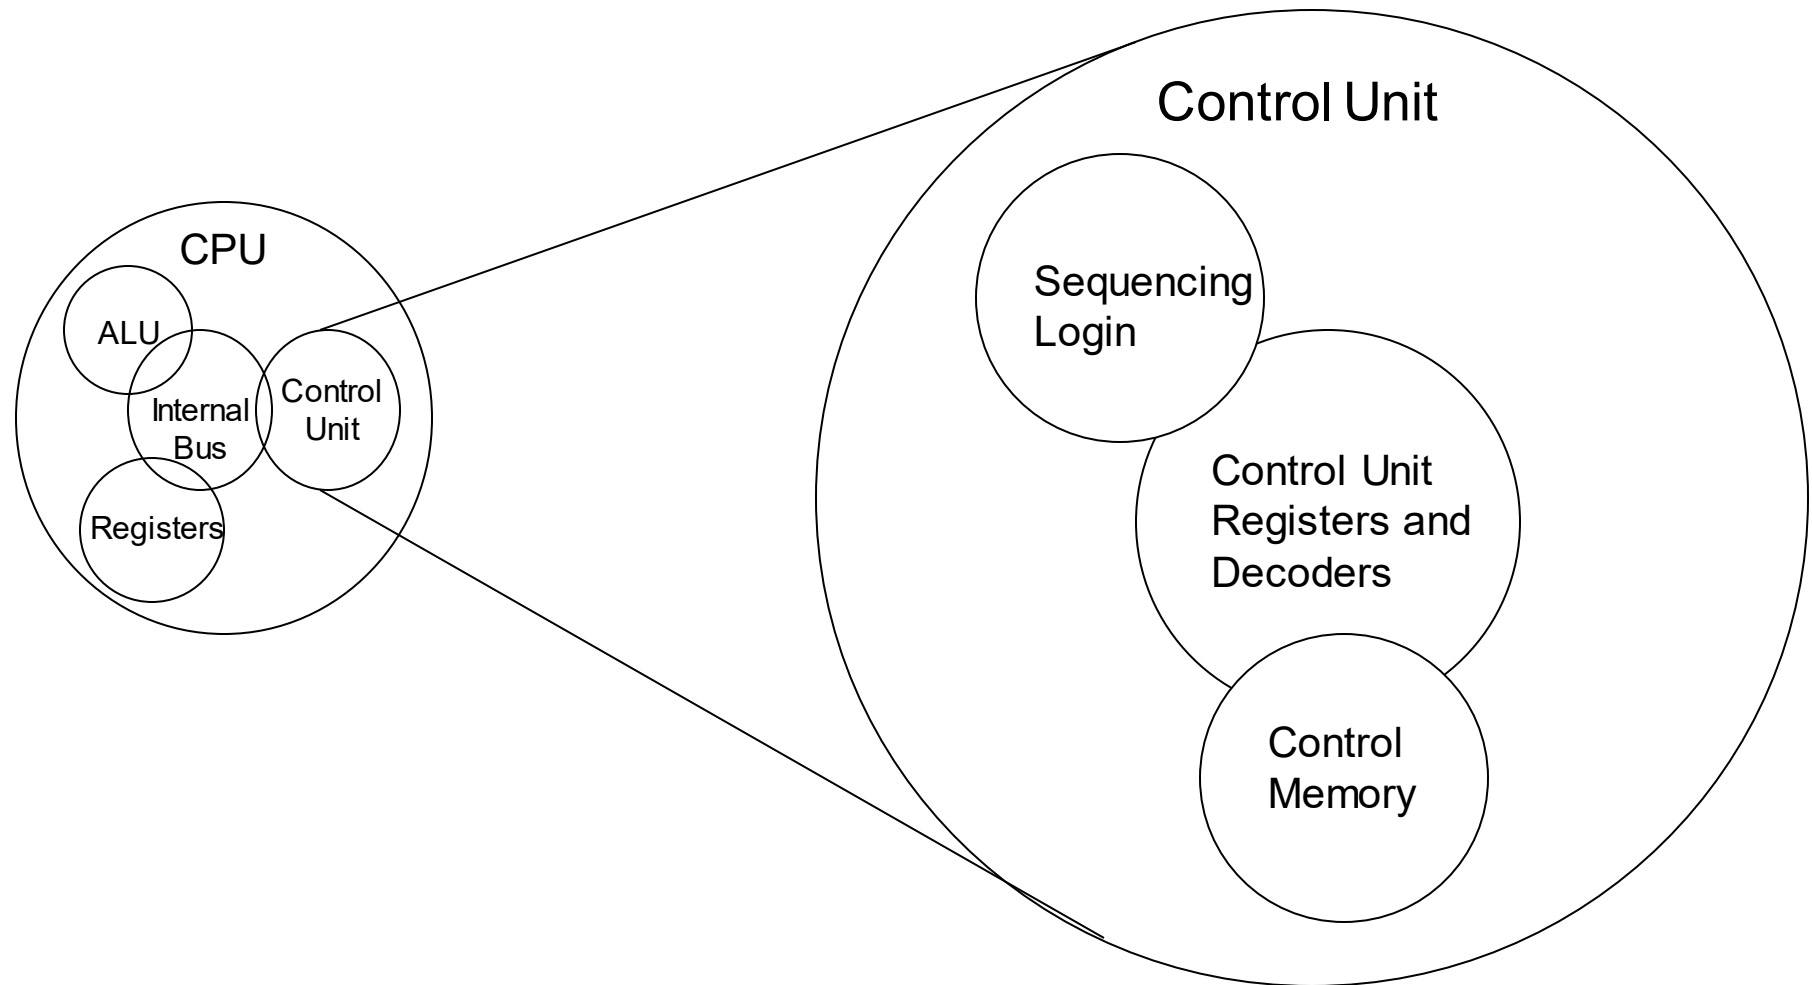 CPU
ALU
Internal
Bus
Control
Unit
Registers
Control Unit
Sequencing
Login
Control Unit
Registers and
Decoders
Control
Memory